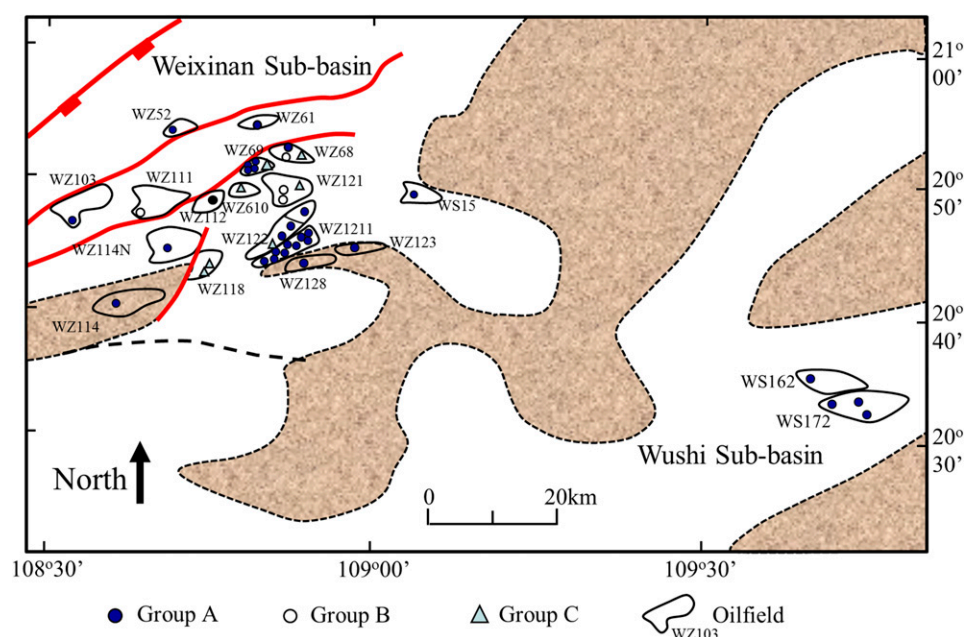 Weixinan Sub-basin
21°
00'
WZ52
WZ61
WZ69
WZ68
WZ103
WZ111
WZ121
20°
50'
WZ112
WZ610
WS15
WZ114N
WZ122
WZ1211
WZ123
WZ118
WZ128
WZ114
20°
40'
WS162
WS172
Wushi Sub-basin
20°
30'
North
0 20km
108°30' 109°00' 109°30'
Group A Group B Group C Oilfield
WZ103